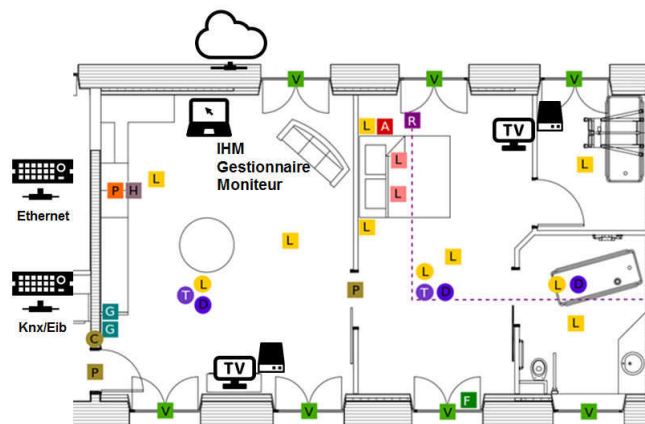 V
V
V
L
A
R
TV
IHM
Gestionnaire
Moniteur
L
L
L
P
H
L
Ethernet
L
L
L
L
L
T
D
P
L
T
D
L
D
Knx/Eib
G
G
L
C
P
TV
F
V
V
V
V